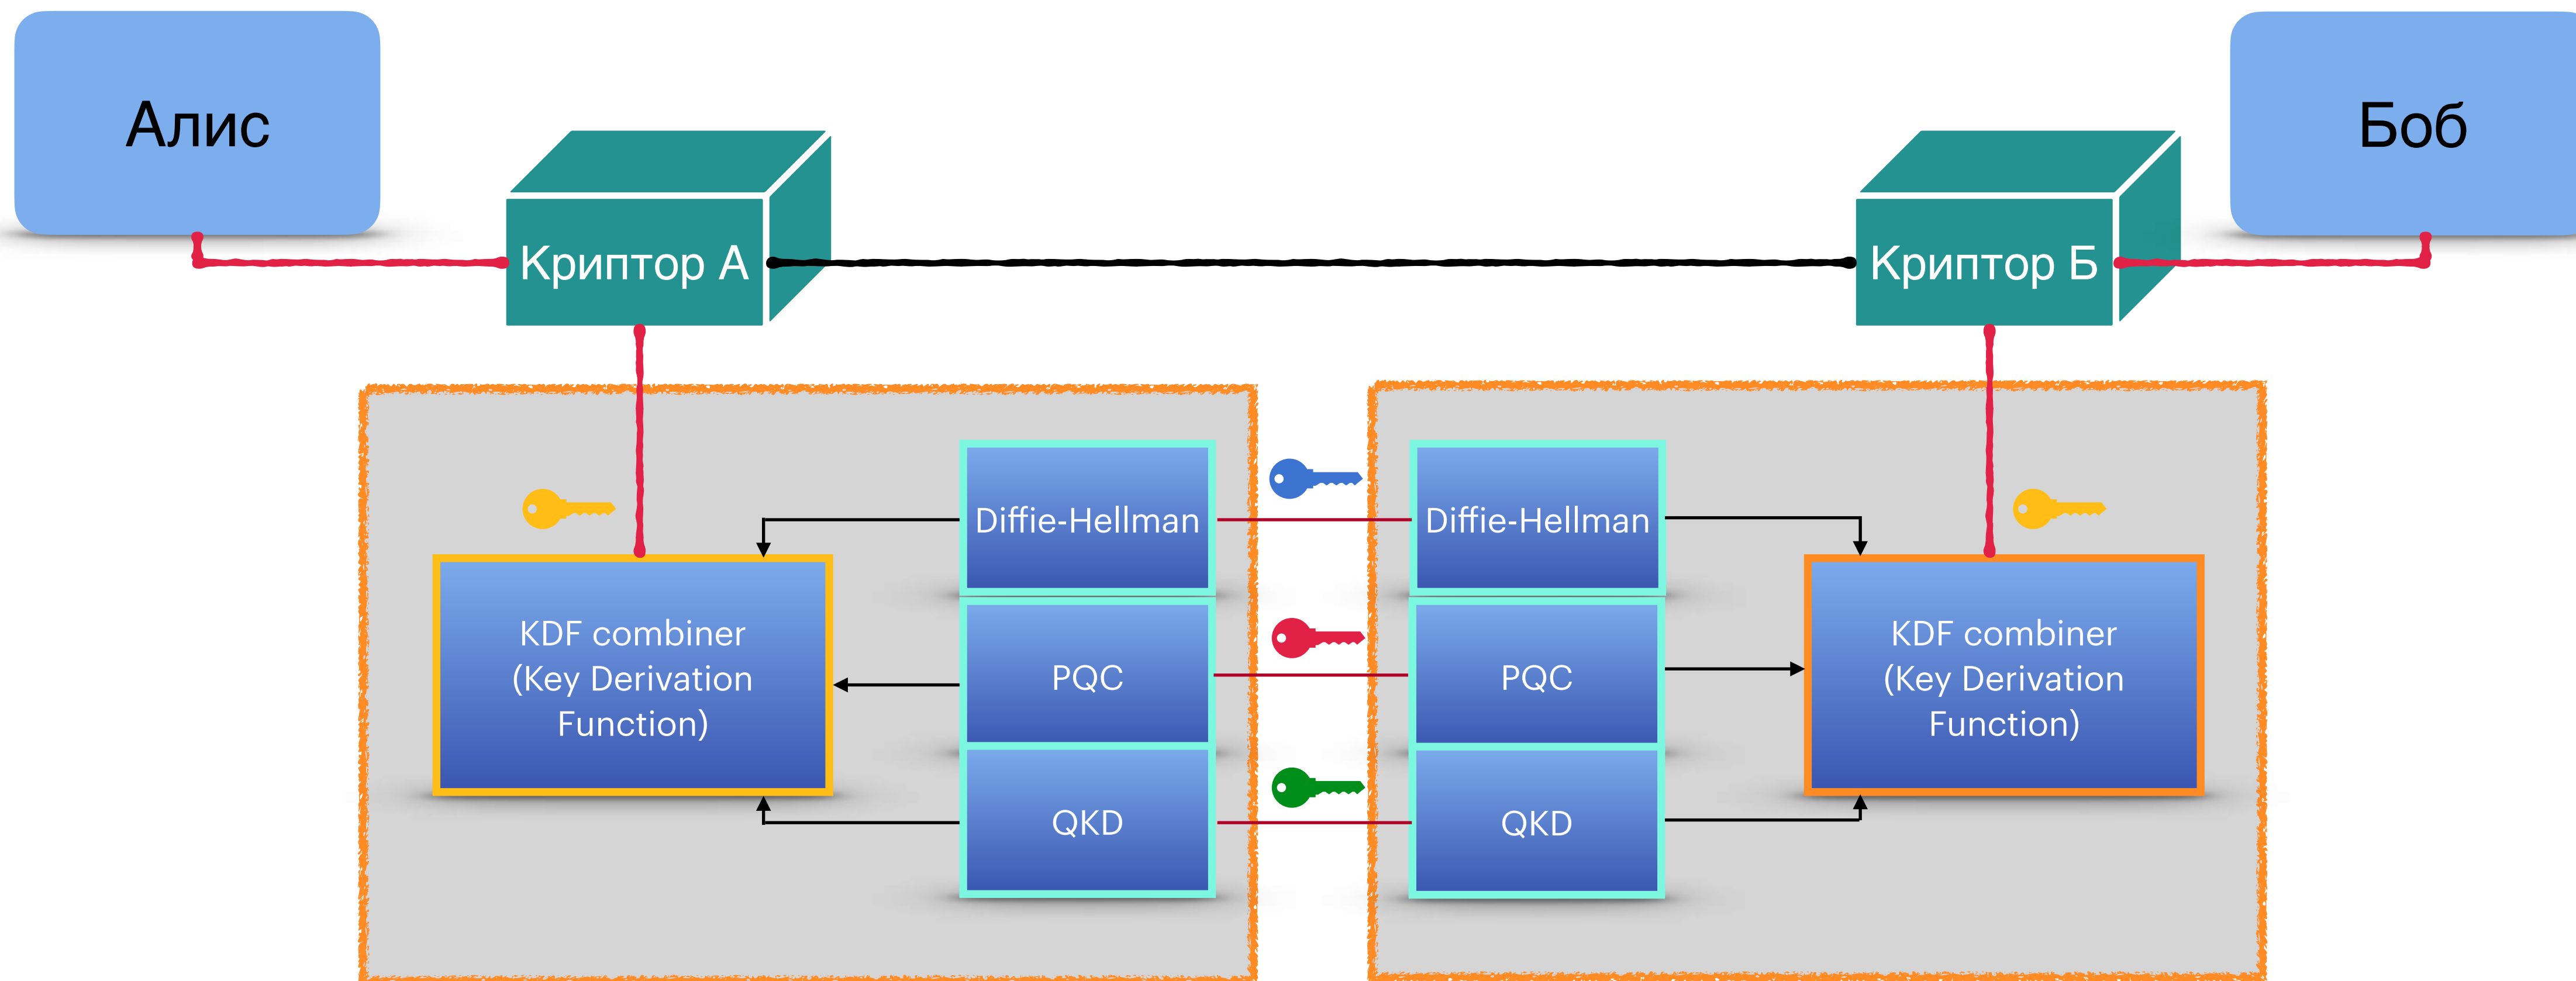 Алис
Боб
Криптор А
Криптор Б
Diffie-Hellman
Diffie-Hellman
KDF combiner
(Key Derivation
Function)
PQC
PQC
KDF combiner
(Key Derivation
Function)
QKD
QKD